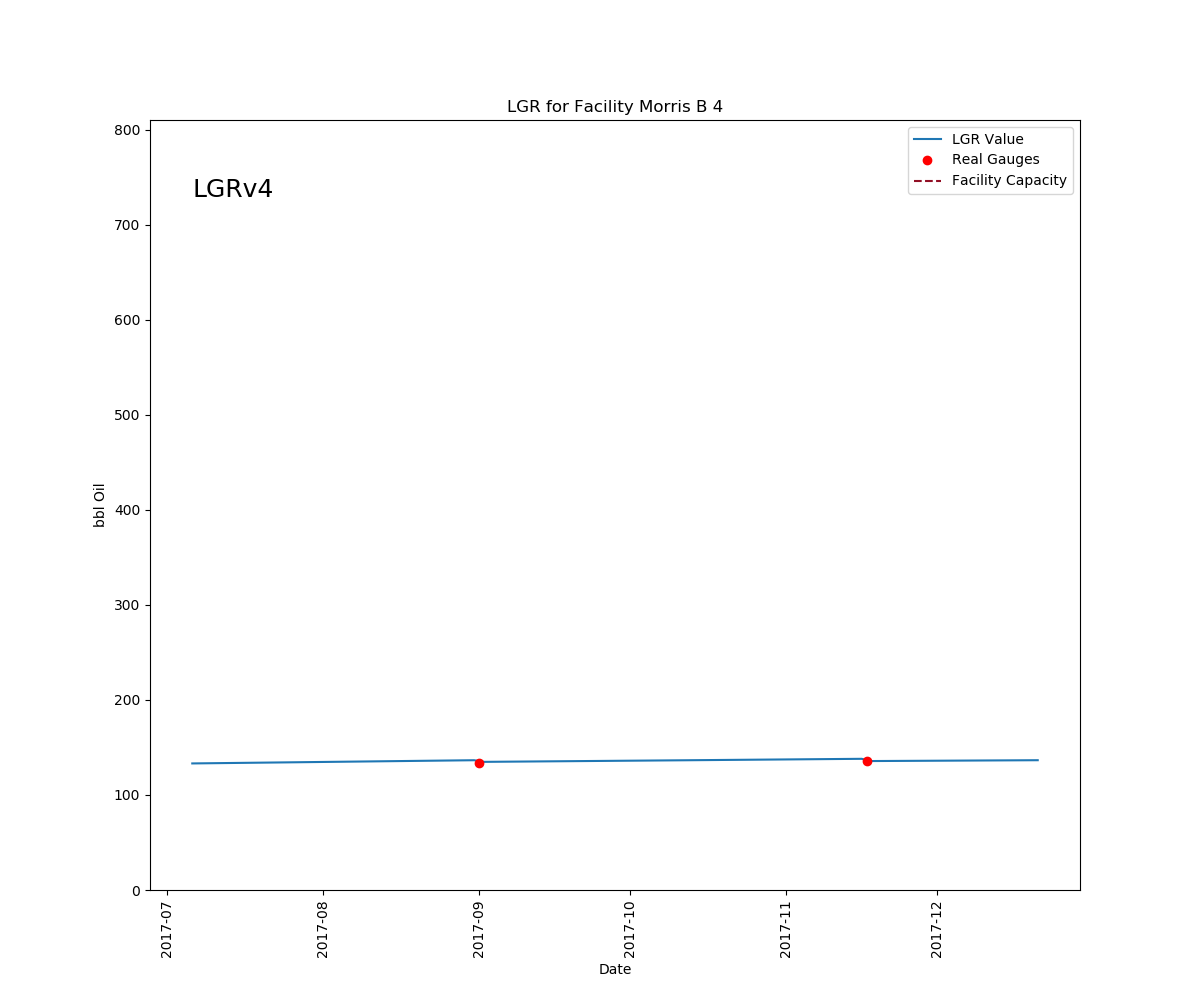 LGR for Facility Morris B 4
LGRv4
LGR Value
Real Gauges
Facility Capacity
bbl Oil
800
700
600
500
400
300
200
100
0
2017-07
2017-08
2017-09
2017-10
2017-11
2017-12
Date